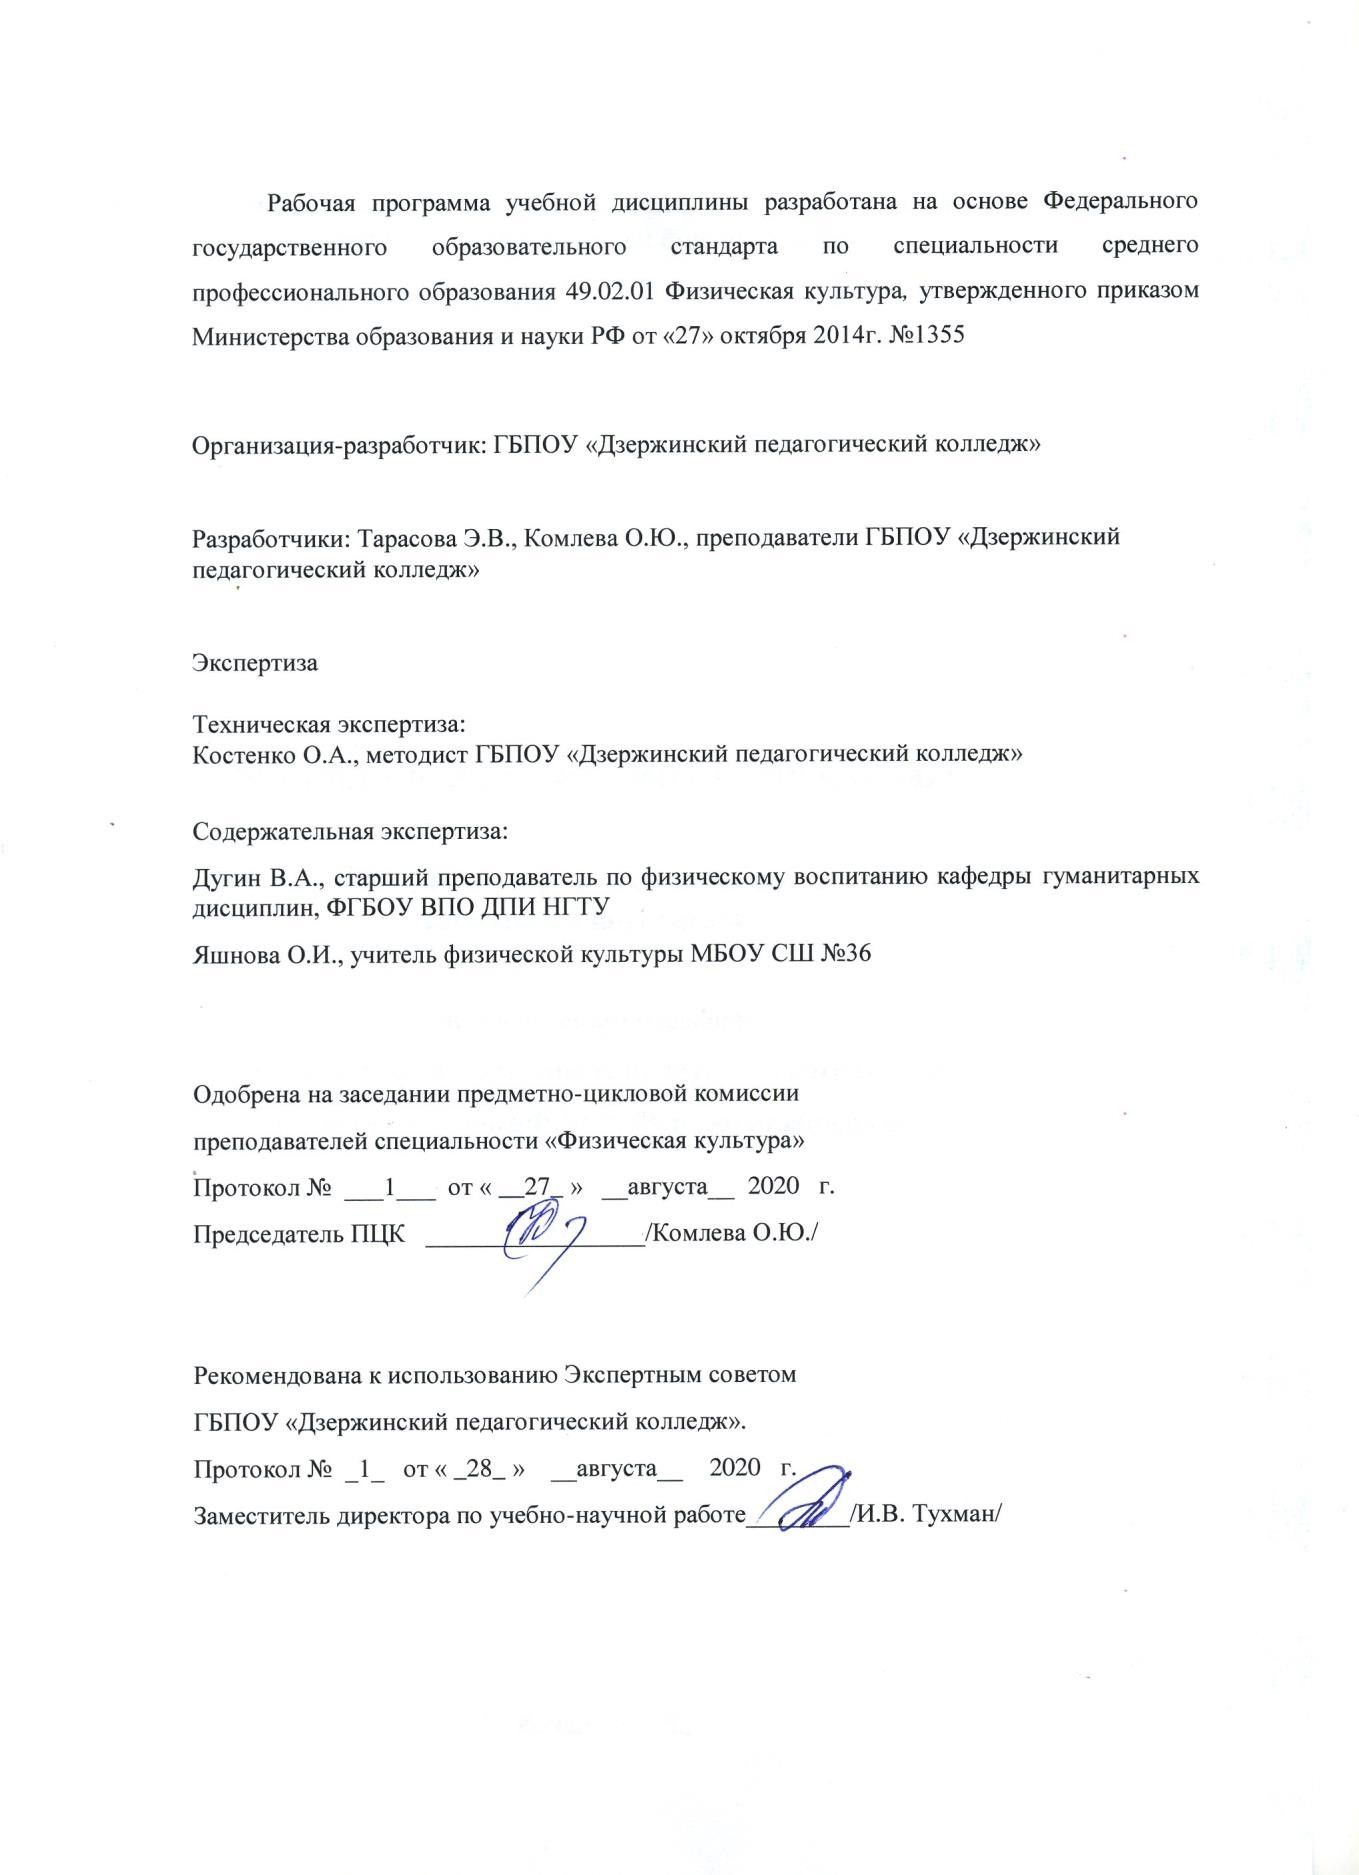 Рабочая программа учебной дисциплины разработана на основе Федерального
государственного образовательного стандарта по специальности среднего
профессионального образования 49.02.01 Физическая культура, утвержденного приказом
Министерства образования и науки РФ от «27» октября 2014г. №1355
Организация-разработчик: ГБПОУ «Дзержинский педагогический колледж»
Разработчики: Тарасова Э.В., Комлева О.Ю., преподаватели ГБПОУ «Дзержинский
педагогический колледж»
Экспертиза
Техническая экспертиза:
Костенко О.А., методист ГБПОУ «Дзержинский педагогический колледж»
Содержательная экспертиза:
Дугин В.А., старший преподаватель по физическому воспитанию кафедры гуманитарных
дисциплин, ФГБОУ ВПО ДПИ НГТУ
Яшнова О.И., учитель физической культуры МБОУ СШ №36
Одобрена на заседании предметно-цикловой комиссии
преподавателей специальности «Физическая культура»
Протокол № ___1___ от « __27_ » __августа__ 2020 г.
Председатель ПЦК _________________/Комлева О.Ю./
Рекомендована к использованию Экспертным советом
ГБПОУ «Дзержинский педагогический колледж».
Протокол № _1_ от « _28_ » __августа__ 2020 г.
Заместитель директора по учебно-научной работе________/И.В. Тухман/